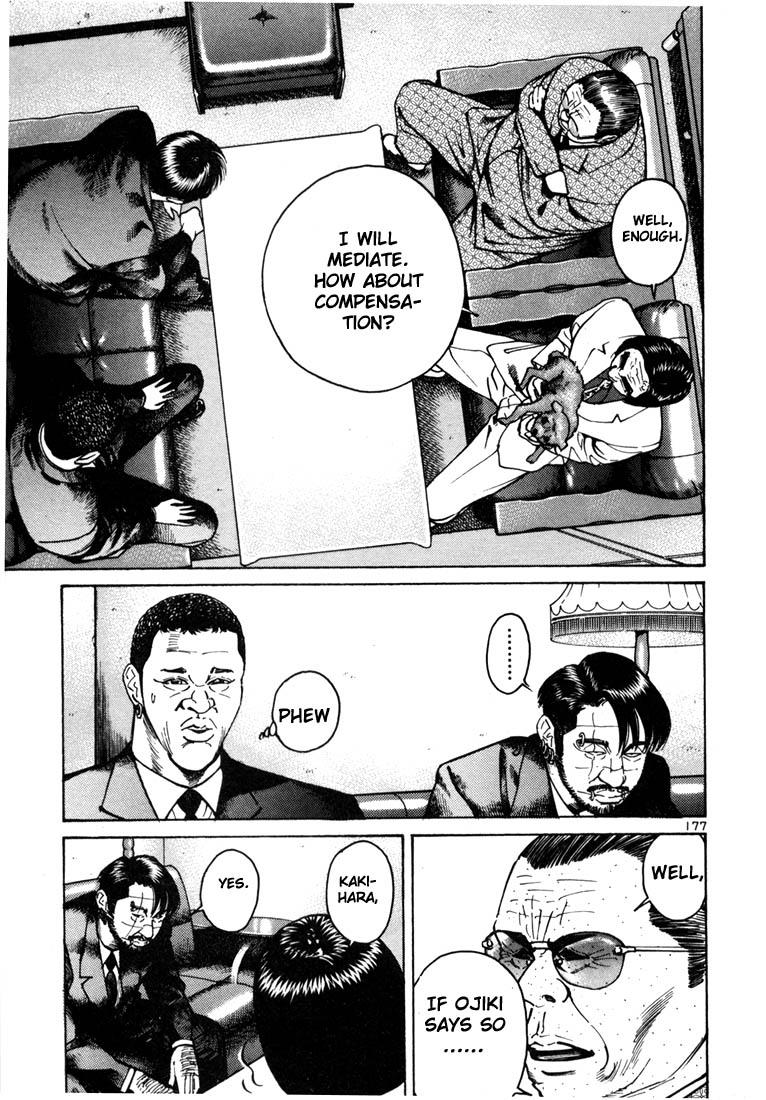 WELL,
ENOUGH.
I WILL
MEDIATE.
HOW ABOUT
COMPENSA-
TION?
......
PHEW
177
WELL,
IF OJIKI
SAYS SO
......
KAKI-
HARA,
YES.